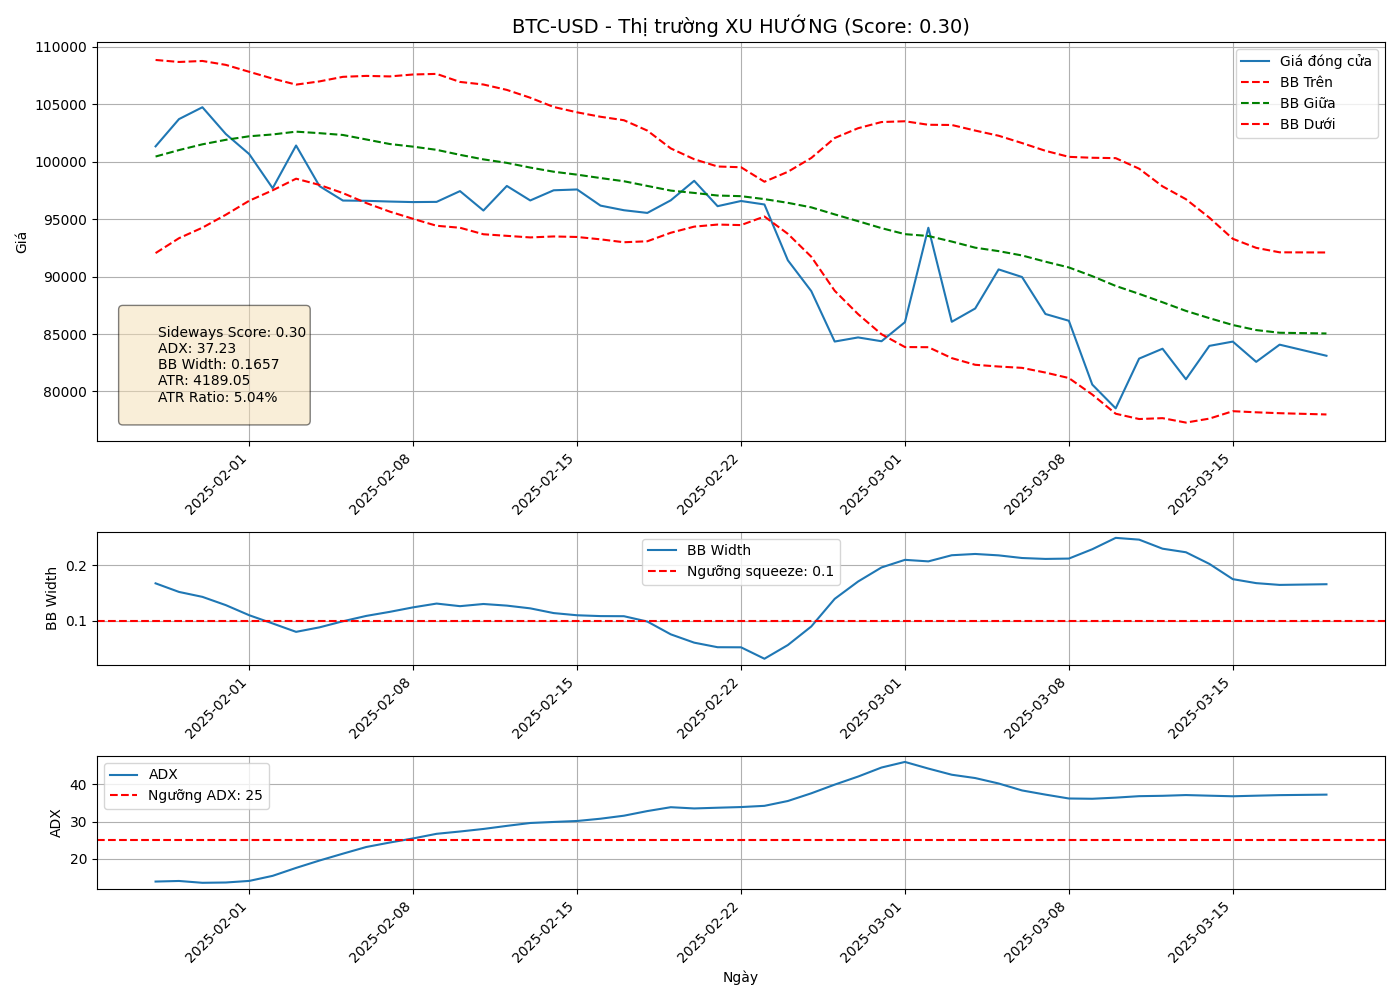 BTC-USD - Thị trường XU HƯỚNG (Score: 0.30)
110000
105000
100000
95000
90000
85000
80000
Giá
Giá đóng cửa
BB Trên
BB Giữa
BB Dưới
Sideways Score: 0.30
ADX: 37.23
BB Width: 0.1657
ATR: 4189.05
ATR Ratio: 5.04%
2025-02-01
2025-02-08
2025-02-15
2025-02-22
2025-03-01
2025-03-08
2025-03-15
0.2
0.1
BB Width
BB Width
Ngưỡng squeeze: 0.1
2025-02-01
2025-02-08
2025-02-15
2025-02-22
2025-03-01
2025-03-08
2025-03-15
40
30
20
ADX
ADX
Ngưỡng ADX: 25
2025-02-01
2025-02-08
2025-02-15
2025-02-22
2025-03-01
2025-03-08
2025-03-15
Ngày